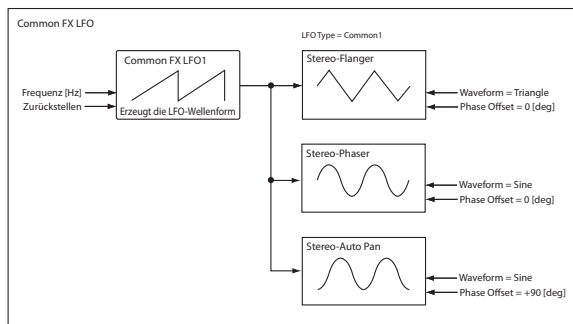 Common FX LFO
LFO Type = Common1
Common FX LFO1
Frequenz [Hz]
Zurückstellen
Erzeugt die LFO-Wellenform
Stereo-Flanger
Waveform = Triangle
Phase Offset = 0 [deg]
Stereo-Phaser
Waveform = Sine
Phase Offset = 0 [deg]
Stereo-Auto Pan
Waveform = Sine
Phase Offset = +90 [deg]